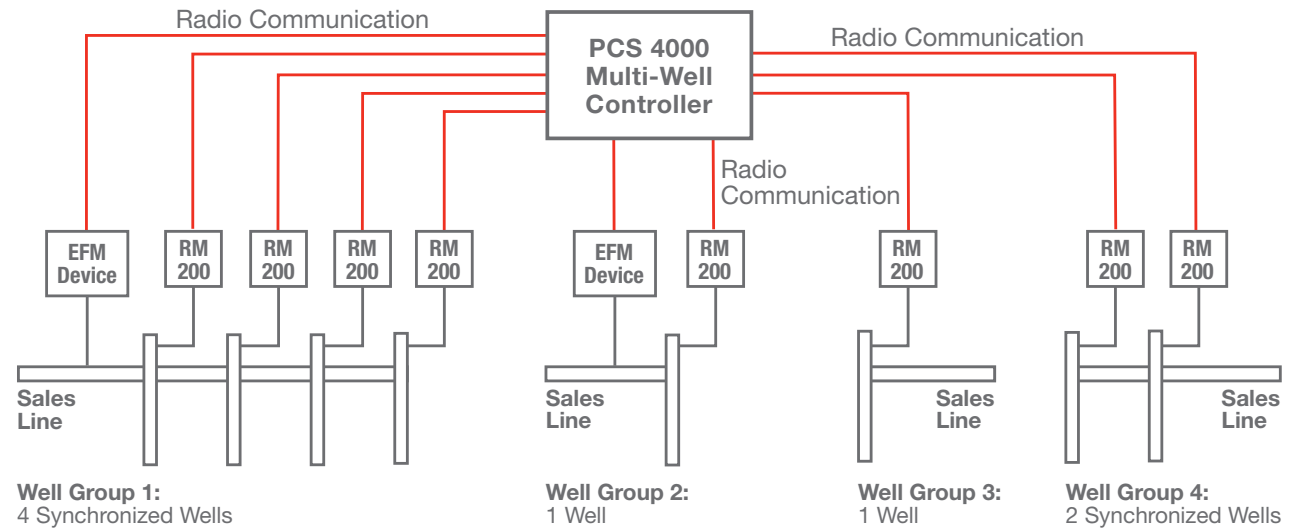 Radio Communication
PCS 4000
Multi-Well
Controller
Radio Communication
Radio
Communication
EFM
Device
RM
200
RM
200
RM
200
RM
200
EFM
Device
RM
200
RM
200
RM
200
RM
200
Sales
Line
Sales
Line
Sales
Line
Sales
Line
Well Group 1:
4 Synchronized Wells
Well Group 2:
1 Well
Well Group 3:
1 Well
Well Group 4:
2 Synchronized Wells